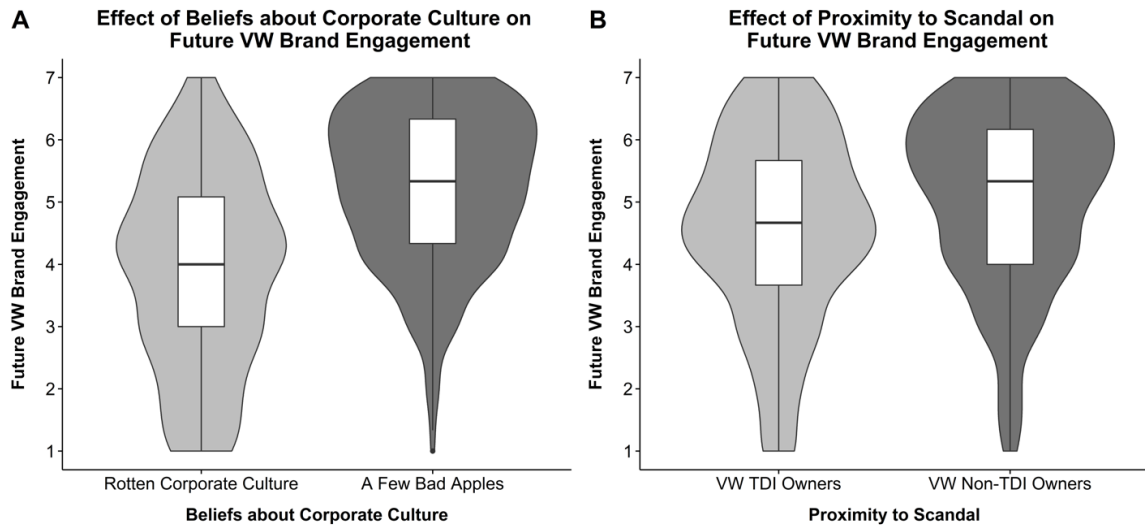 A
Effect of Beliefs about Corporate Culture on
Future VW Brand Engagement
Future VW Brand Engagement
7
6
5
4
3
2
1
Rotten Corporate Culture
A Few Bad Apples
Beliefs about Corporate Culture
B
Effect of Proximity to Scandal on
Future VW Brand Engagement
Future VW Brand Engagement
7
6
5
4
3
2
1
VW TDI Owners
VW Non-TDI Owners
Proximity to Scandal